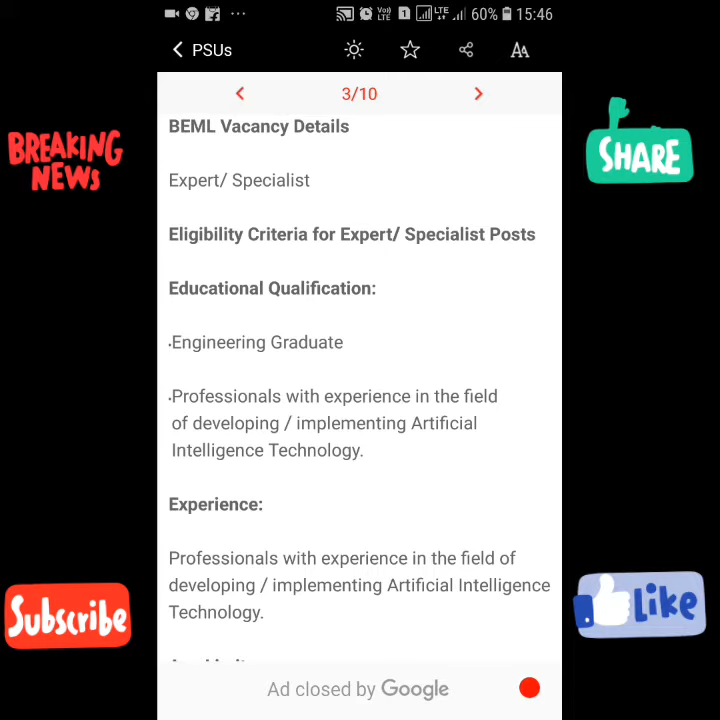 60% 15:46
PSUs
3/10
BEML Vacancy Details
BREAKING
NEWS
SHARE
Expert/ Specialist
Eligibility Criteria for Expert/ Specialist Posts
Educational Qualification:
.Engineering Graduate
.Professionals with experience in the field
of developing / implementing Artificial
Intelligence Technology.
Experience:
Professionals with experience in the field of
developing / implementing Artificial Intelligence
Technology.
Subscribe
Like
Ad closed by Google